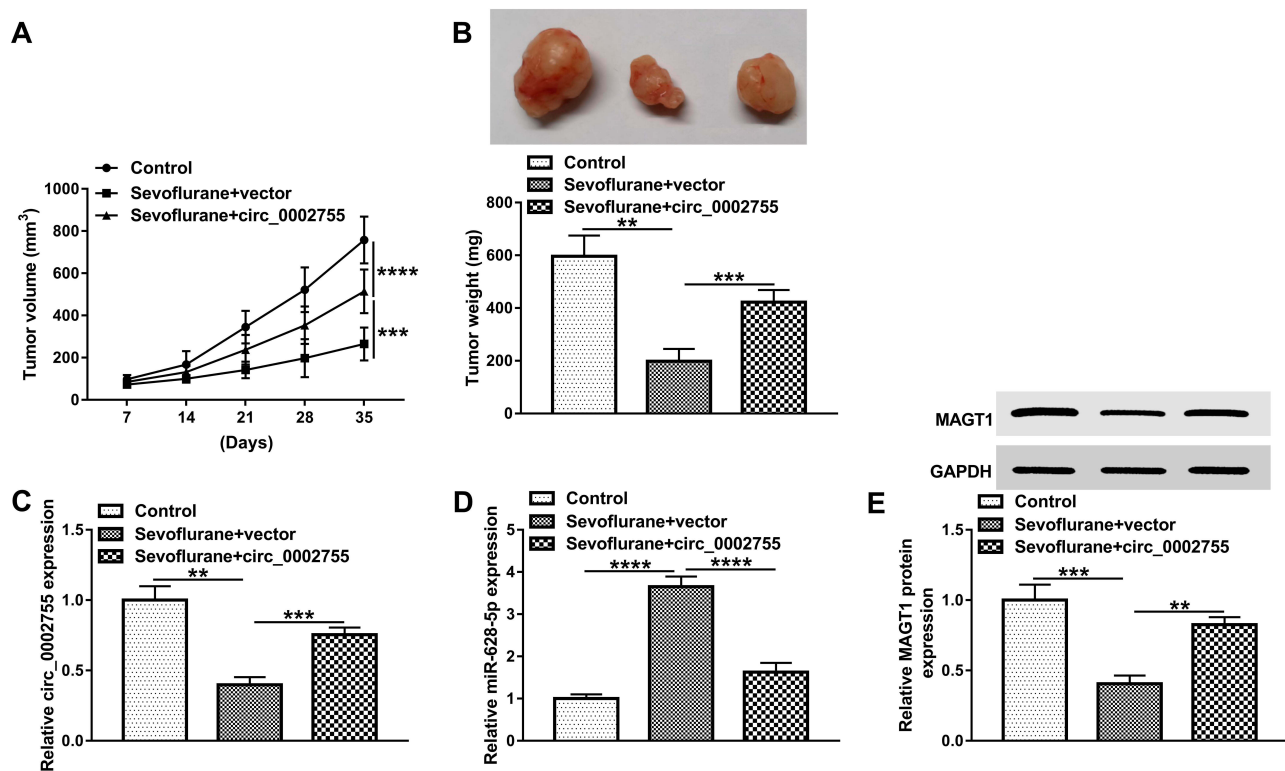 A
Control
Sevoflurane+vector
Sevoflurane+circ_0002755
Tumor volume (mm3)
1000
800
600
400
200
0
****
***
7 14 21 28 35
(Days)
B
Control
Sevoflurane+vector
Sevoflurane+circ_0002755
Tumor weight (mg)
800
600
400
200
0
**
***
C
Control
Sevoflurane+vector
Sevoflurane+circ_0002755
Relative circ_0002755 expression
1.5
1.0
0.5
0.0
**
***
D
Control
Sevoflurane+vector
Sevoflurane+circ_0002755
Relative miR-628-5p expression
5
4
3
2
1
0
****
****
MAGT1
GAPDH
E
Control
Sevoflurane+vector
Sevoflurane+circ_0002755
Relative MAGT1 protein
expression
1.5
1.0
0.5
0.0
***
**